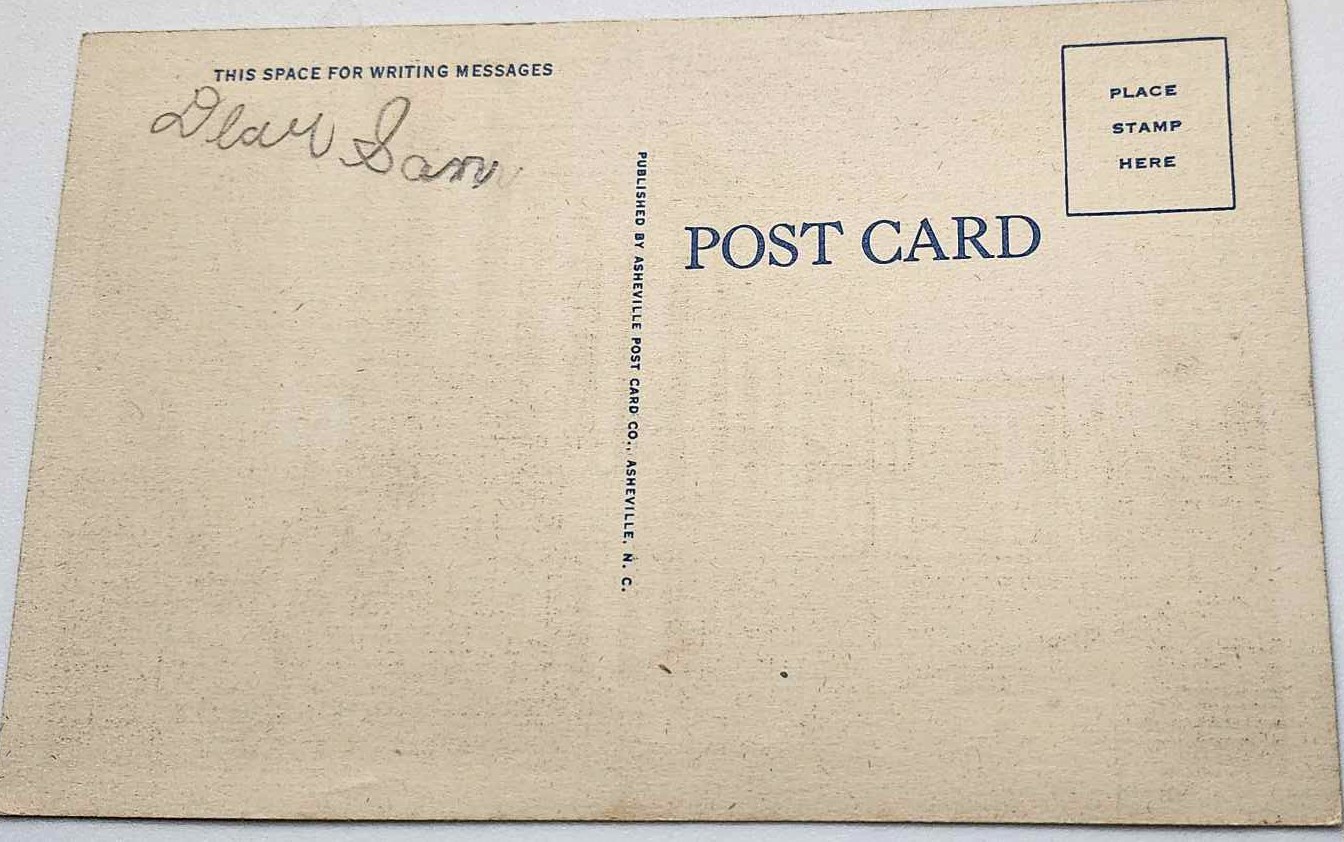 THIS SPACE FOR WRITING MESSAGES
Dear Sam
PUBLISHED BY ASHEVILLE POST CARD CO., ASHEVILLE, N. C.
POST CARD
PLACE
STAMP
HERE